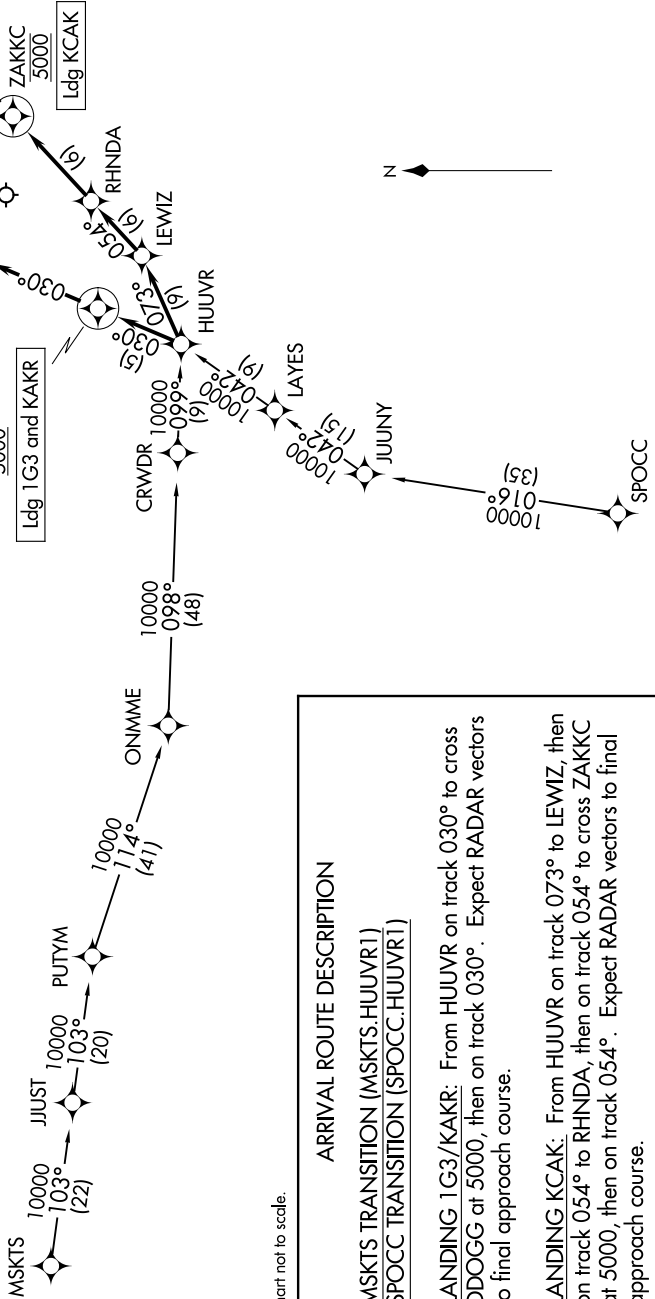 ZAKKC
5000
Ldg KCAK
(6)
RHNDA
(6)
054°
LEWIZ
073°
(9)
HUUVR
030°
030°
(5)
Ldg 1G3 and KAKR
N
MSKTS
10000
103°
(22)
JJUST
10000
103°
(20)
PUTYM
10000
114°
(41)
ONMME
10000
098°
(48)
CRWDR
10000
099°
(9)
10000
042°
(9)
LAYES
10000
042°
(15)
JUUNY
10000
016°
(35)
SPOCC
art not to scale.
ARRIVAL ROUTE DESCRIPTION
MSKTS TRANSITION (MSKTS.HUUVR1)
SPOCC TRANSITION (SPOCC.HUUVR1)
ANDING 1G3/KAKR: From HUUVR on track 030° to cross
DOGG at 5000, then on track 030°. Expect RADAR vectors
o final approach course.
ANDING KCAK: From HUUVR on track 073° to LEWIZ, then
on track 054° to RHNDA, then on track 054° to cross ZAKKC
at 5000, then on track 054°. Expect RADAR vectors to final
approach course.